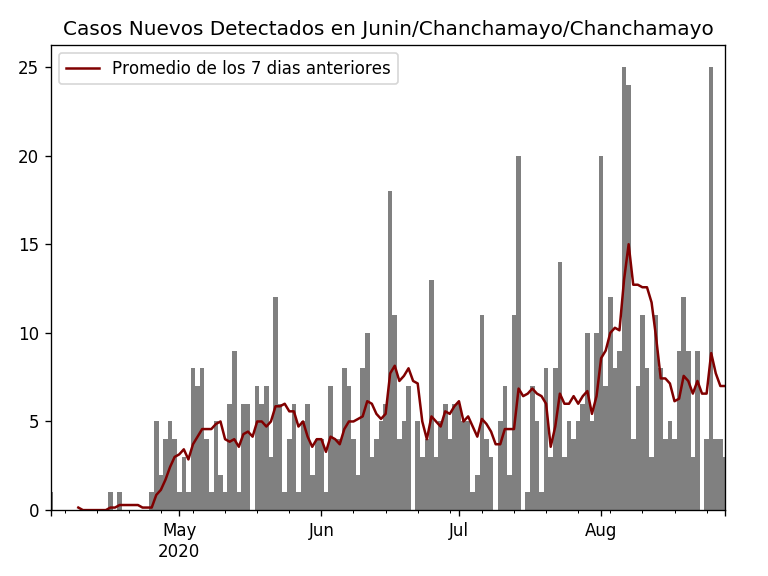 Casos Nuevos Detectados en Junin/Chanchamayo/Chanchamayo
Promedio de los 7 dias anteriores
25
20
15
10
5
0
May
2020
Jun
Jul
Aug